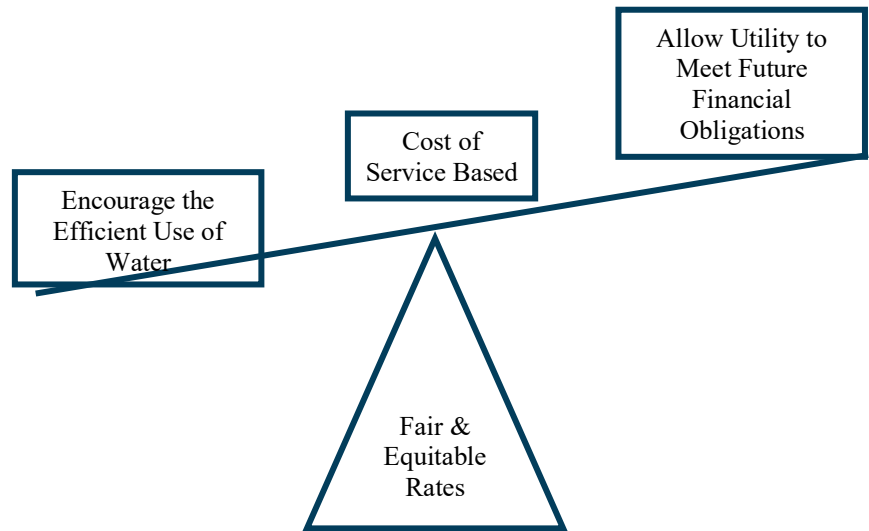 Allow Utility to
Meet Future
Financial
Obligations
Cost of
Service Based
Encourage the
Efficient Use of
Water
Fair &
Equitable
Rates